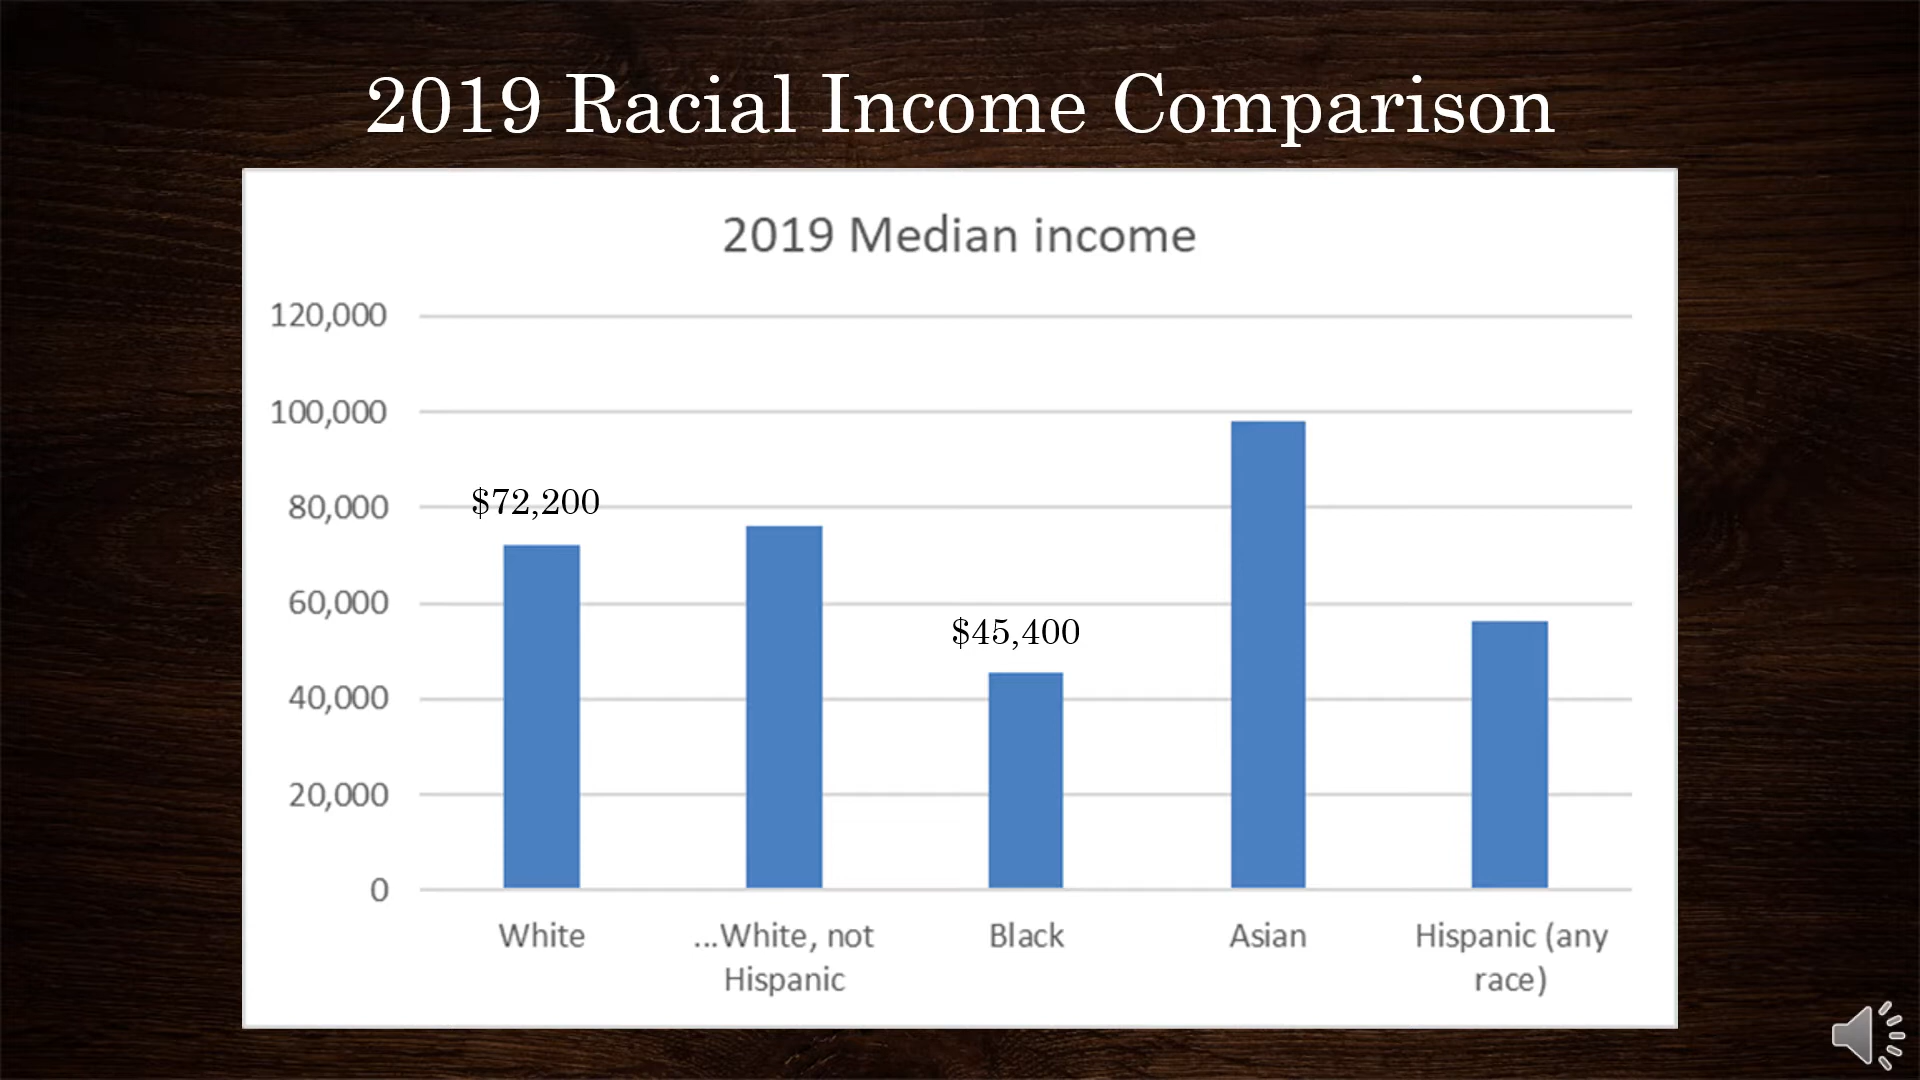 2019 Racial Income Comparison
2019 Median income
120,000
100,000
80,000
60,000
40,000
20,000
0
$72,200
$45,400
White
...White, not
Hispanic
Black
Asian
Hispanic (any
race)